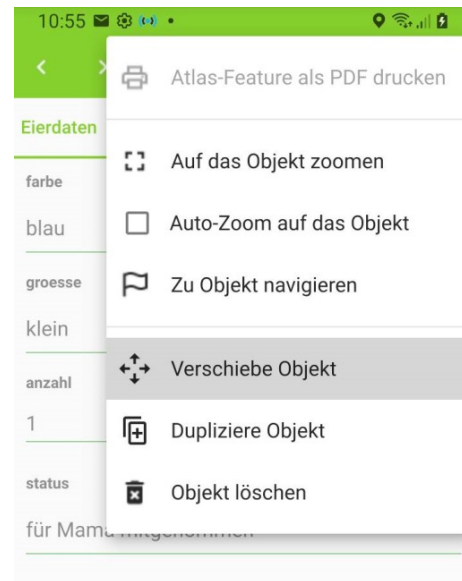 10:55
Atlas-Feature als PDF drucken
Eierdaten
Auf das Objekt zoomen
farbe
blau
Auto-Zoom auf das Objekt
groesse
Zu Objekt navigieren
klein
anzahl
Verschiebe Objekt
1
Dupliziere Objekt
status
Objekt löschen
für Mama mitgenommen